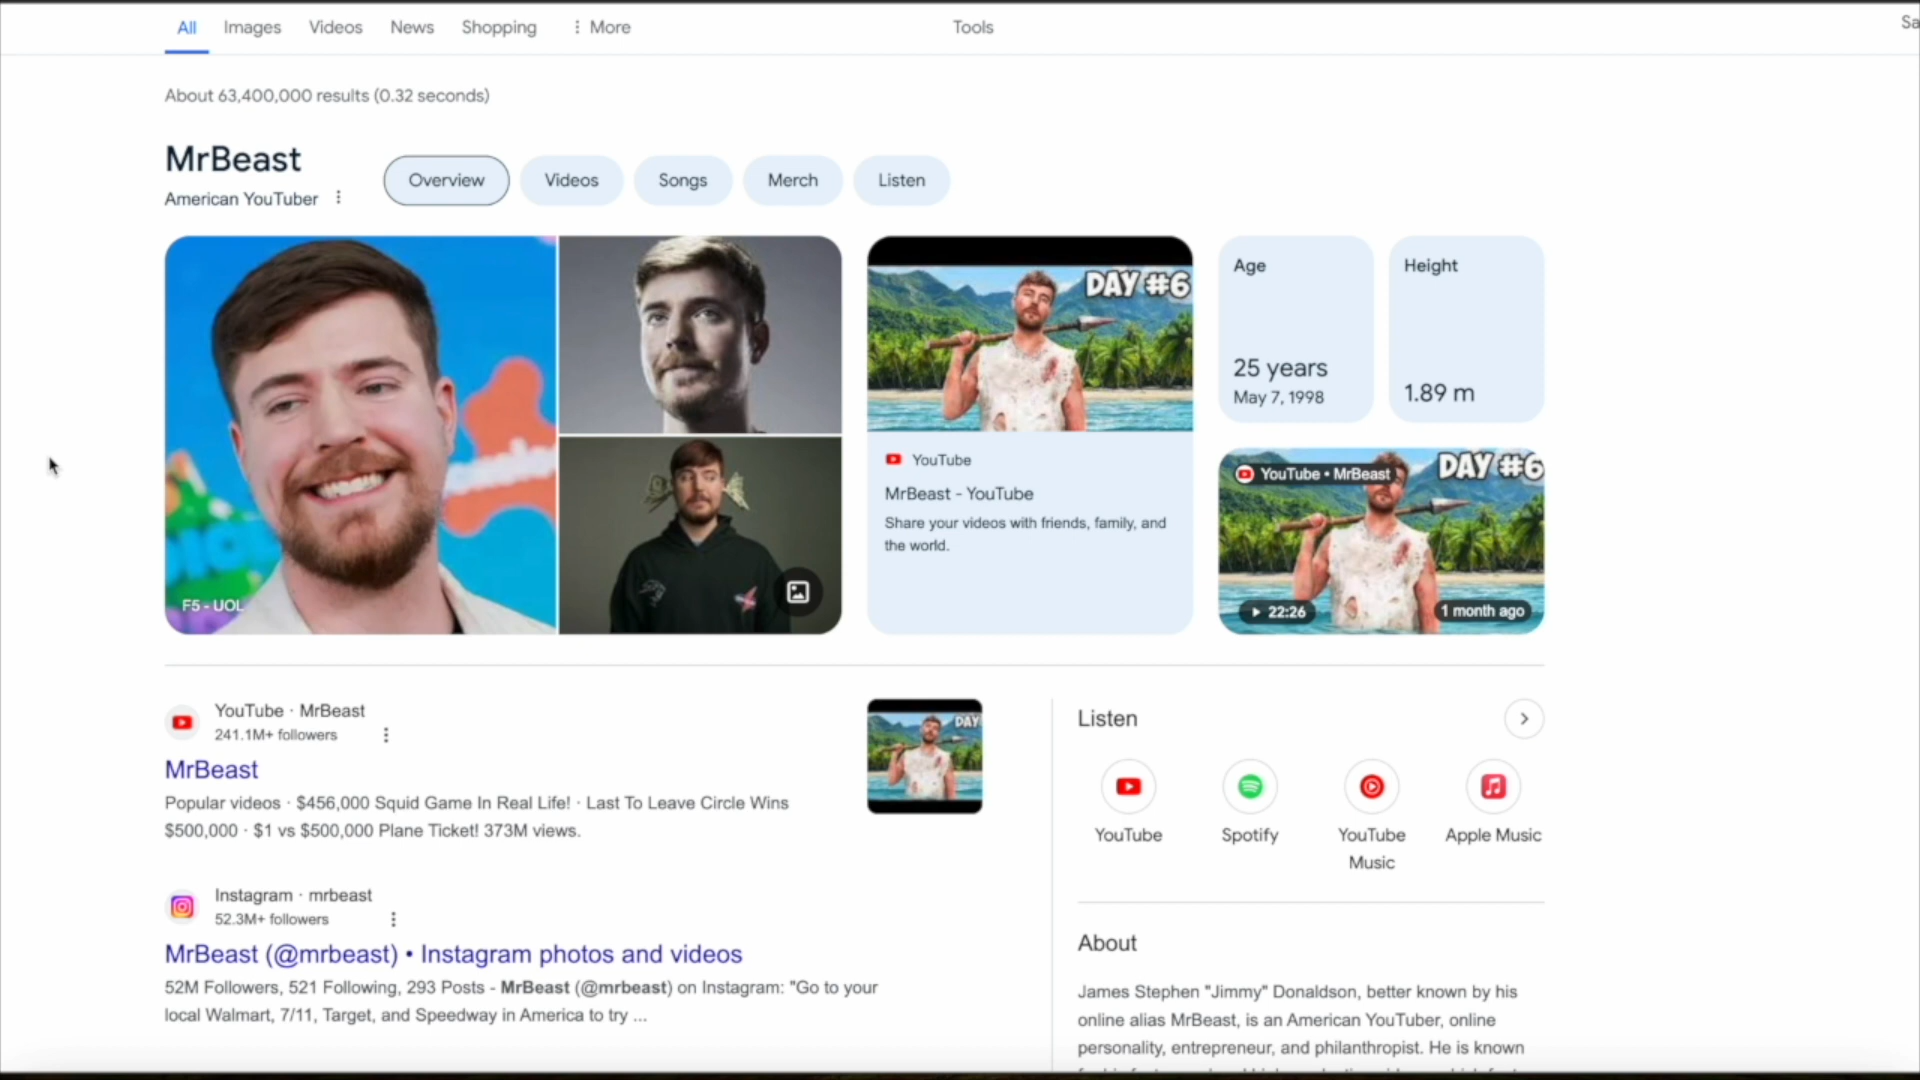 All Images Videos News Shopping More Tools Sa
About 63,400,000 results (0.32 seconds)
MrBeast
American YouTuber
Overview Videos Songs Merch Listen
F5 - UOL
DAY #6
YouTube
MrBeast - YouTube
Share your videos with friends, family, and
the world.
Age
25 years
May 7, 1998
Height
1.89 m
YouTube • MrBeast
DAY #6
22:26
1 month ago
YouTube · MrBeast
241.1M+ followers
MrBeast
Popular videos · $456,000 Squid Game In Real Life! · Last To Leave Circle Wins
$500,000 · $1 vs $500,000 Plane Ticket! 373M views.
DAY
Instagram · mrbeast
52.3M+ followers
MrBeast (@mrbeast) • Instagram photos and videos
52M Followers, 521 Following, 293 Posts - MrBeast (@mrbeast) on Instagram: "Go to your
local Walmart, 7/11, Target, and Speedway in America to try ...
Listen
YouTube
Spotify
YouTube
Music
Apple Music
About
James Stephen "Jimmy" Donaldson, better known by his
online alias MrBeast, is an American YouTuber, online
personality, entrepreneur, and philanthropist. He is known